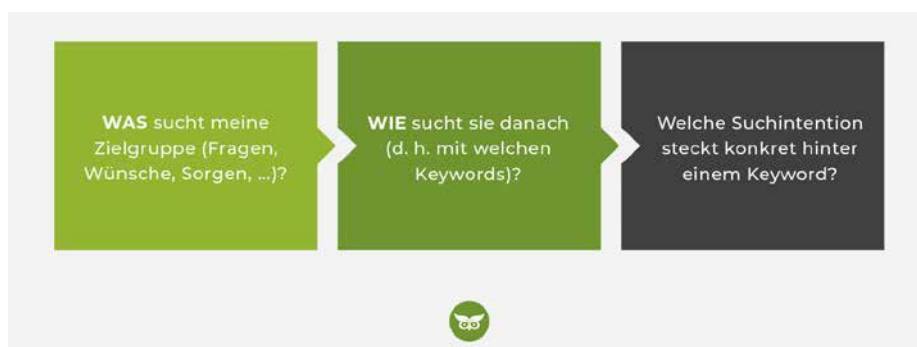 WAS sucht meine
Zielgruppe (Fragen,
Wünsche, Sorgen, ...)?
WIE sucht sie danach
(d. h. mit welchen
Keywords)?
Welche Suchintention
steckt konkret hinter
einem Keyword?